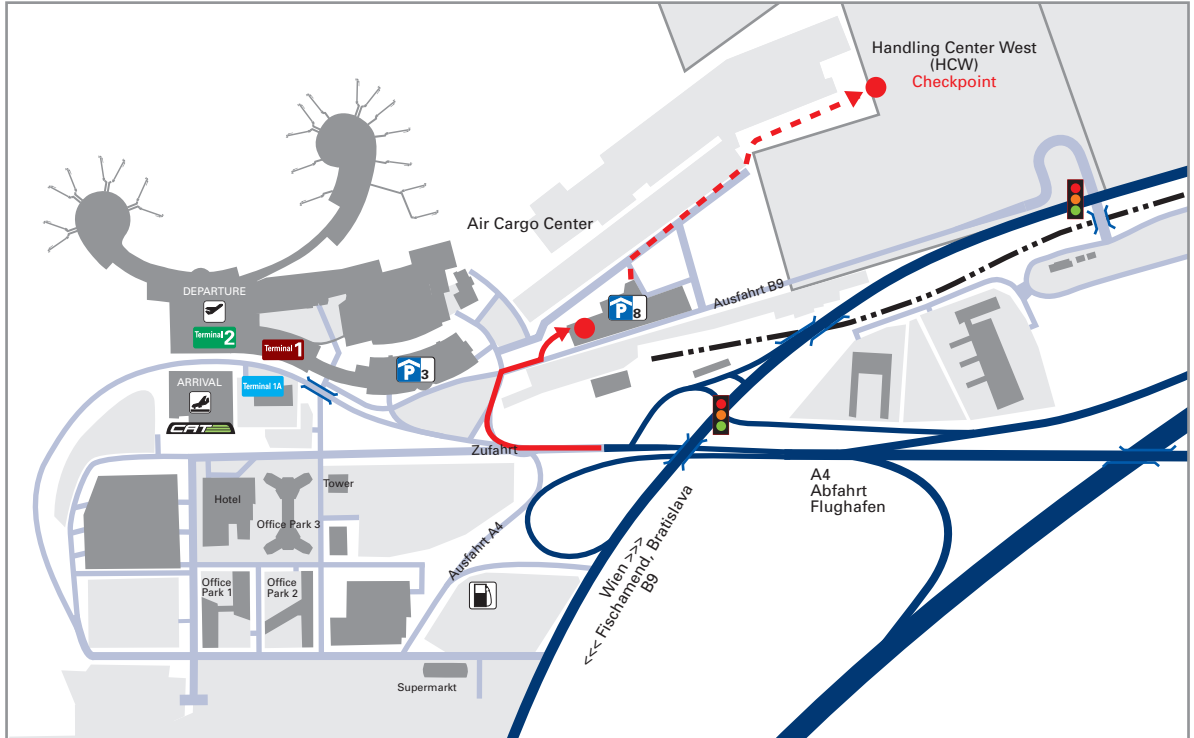 Handling Center West
(HCW)
Checkpoint
Air Cargo Center
DEPARTURE
Terminal 2
Terminal 1
P 8
Ausfahrt B9
P 3
ARRIVAL
Terminal 1A
CAT
Zufahrt
A4
Abfahrt
Flughafen
Hotel
Tower
Office Park 3
Ausfahrt A4
Wien >>>
<<< Fischamend, Bratislava
B9
Office
Park 1
Office
Park 2
Supermarkt